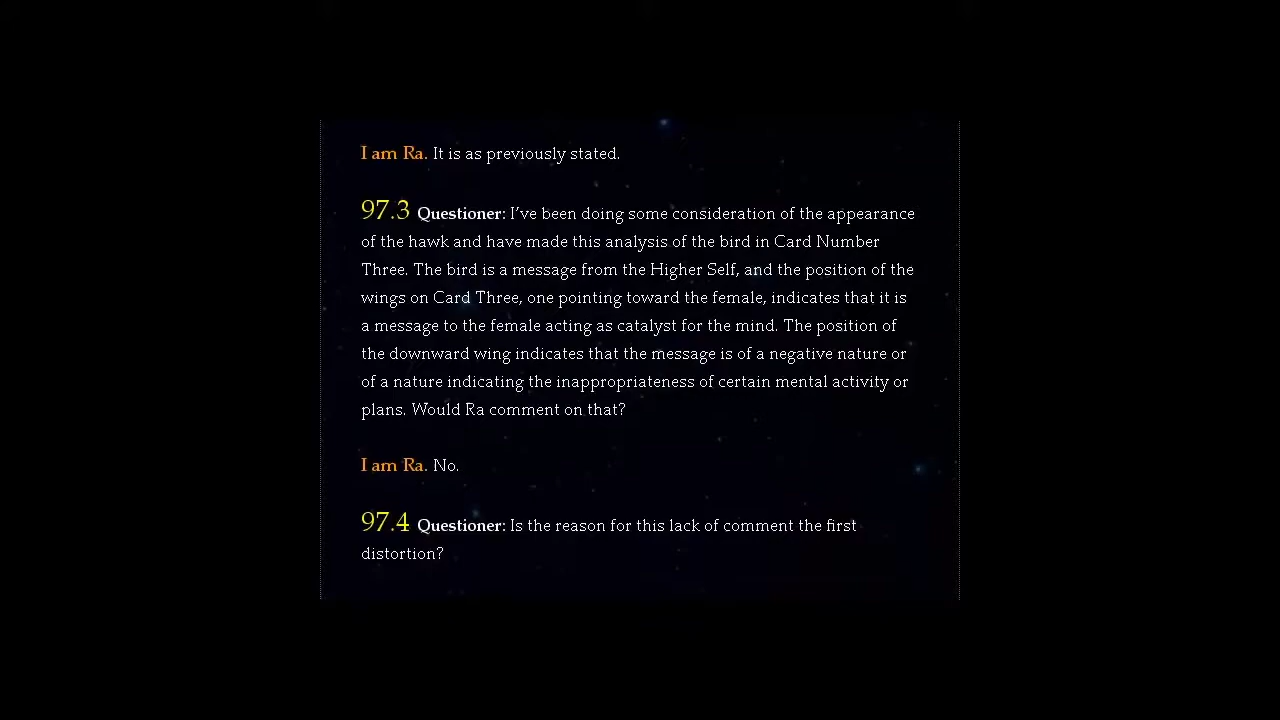 I am Ra. It is as previously stated.
97.3 Questioner: I've been doing some consideration of the appearance
of the hawk and have made this analysis of the bird in Card Number
Three. The bird is a message from the Higher Self, and the position of the
wings on Card Three, one pointing toward the female, indicates that it is
a message to the female acting as catalyst for the mind. The position of
the downward wing indicates that the message is of a negative nature or
of a nature indicating the inappropriateness of certain mental activity or
plans. Would Ra comment on that?
I am Ra. No.
97.4 Questioner: Is the reason for this lack of comment the first
distortion?